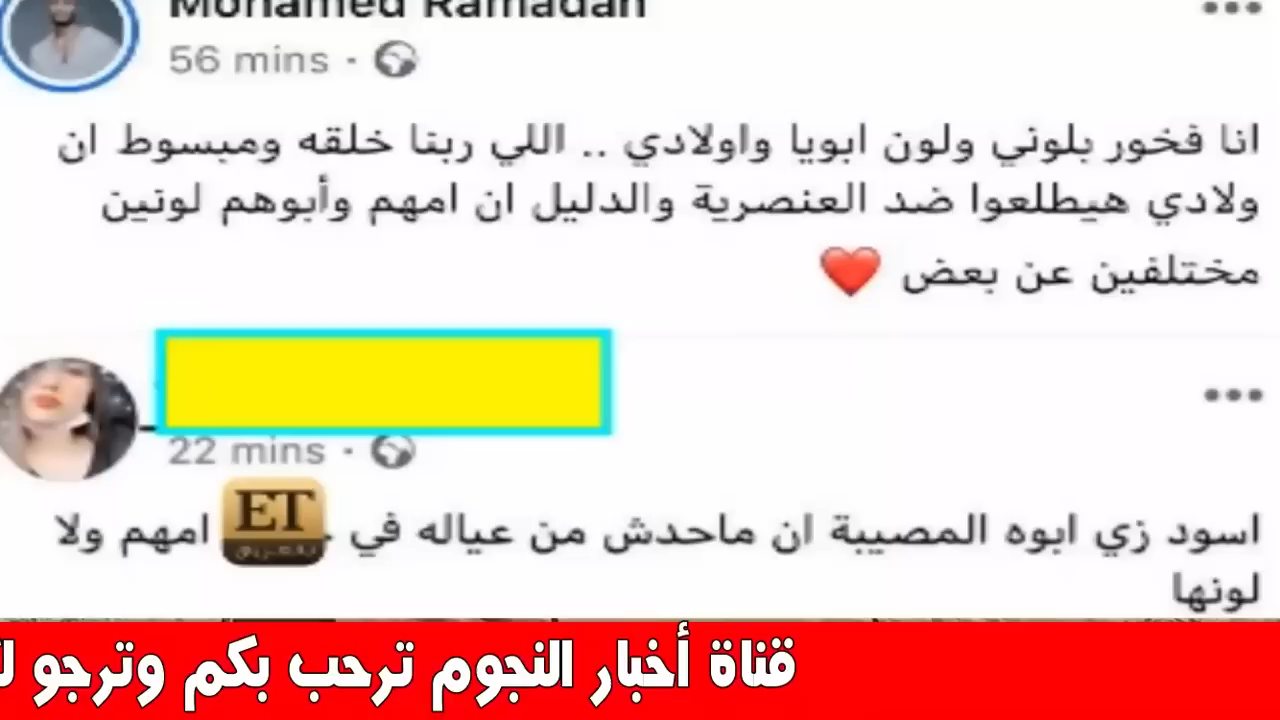 Mohamed Ramadan
56 mins ·
انا فخور بلوني ولون ابويا واولادي .. اللي ربنا خلقه ومبسوط ان
ولادي هيطلعوا ضد العنصرية والدليل ان امهم وأبوهم لونين
مختلفين عن بعض ❤️
22 mins ·
اسود زي ابوه المصيبة ان ماحدش من عياله في امهم ولا
لونها
ET
بالعربي
قناة أخبار النجوم ترحب بكم وترجو